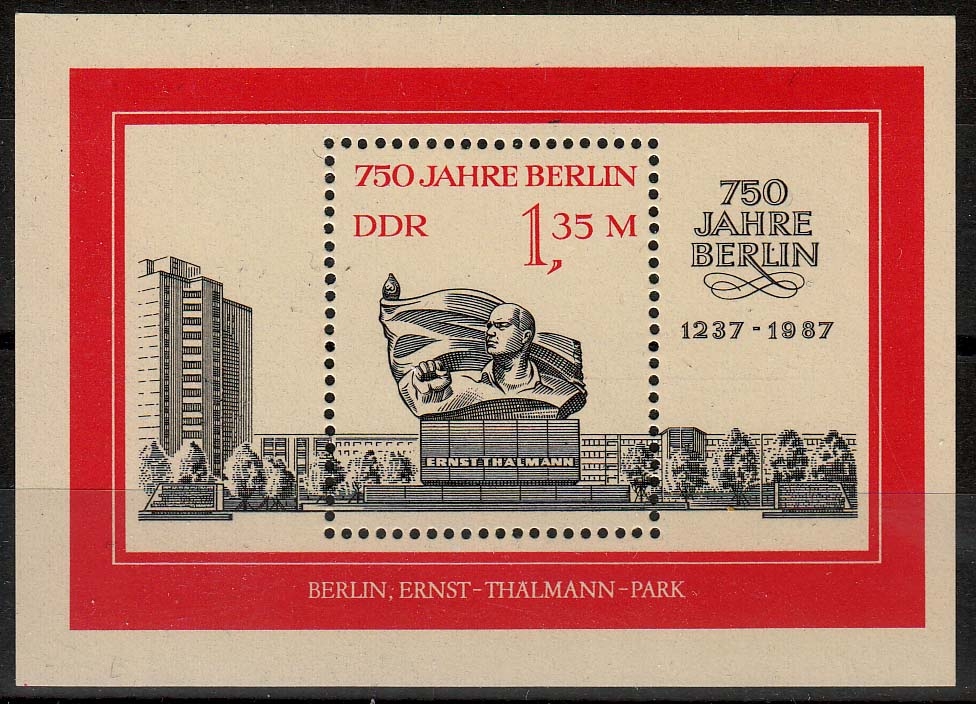 750 JAHRE BERLIN
DDR 1,35 M
750
JAHRE
BERLIN
1237-1987
ERNST THÄLMANN
BERLIN, ERNST-THÄLMANN-PARK